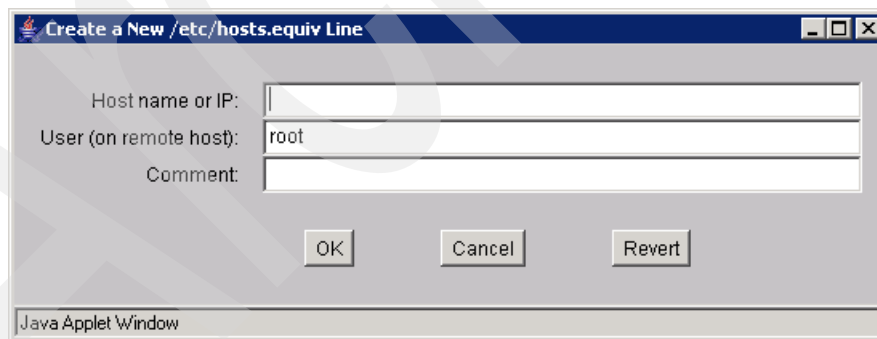 Create a New /etc/hosts.equiv Line
Host name or IP:
User (on remote host): root
Comment:
OK Cancel Revert
Java Applet Window